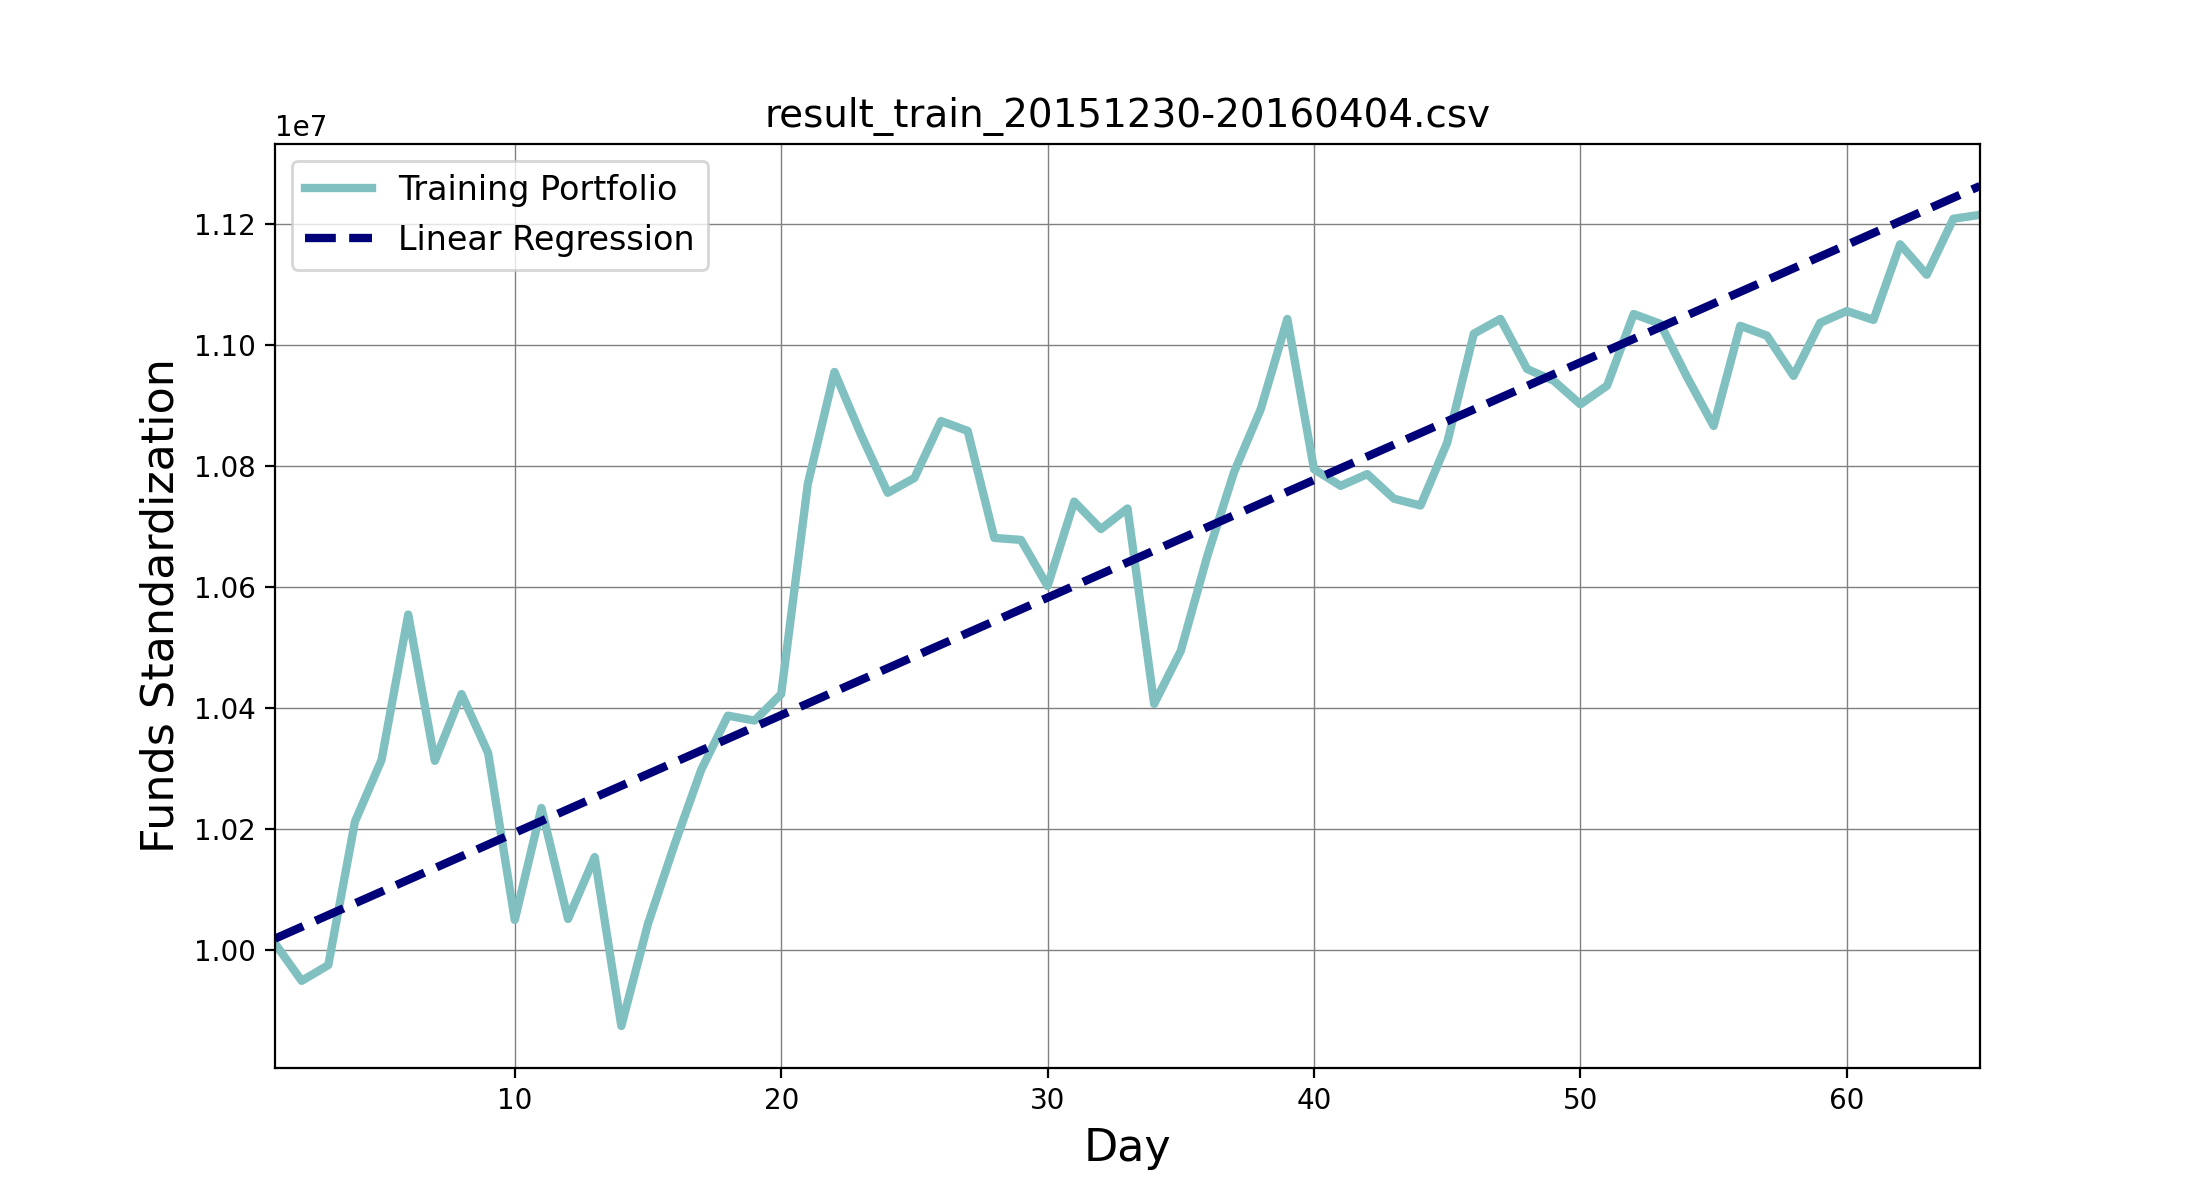 result_train_20151230-20160404.csv
1e7
Training Portfolio
Linear Regression
1.12
1.10
1.08
1.06
1.04
1.02
1.00
Funds Standardization
10 20 30 40 50 60
Day